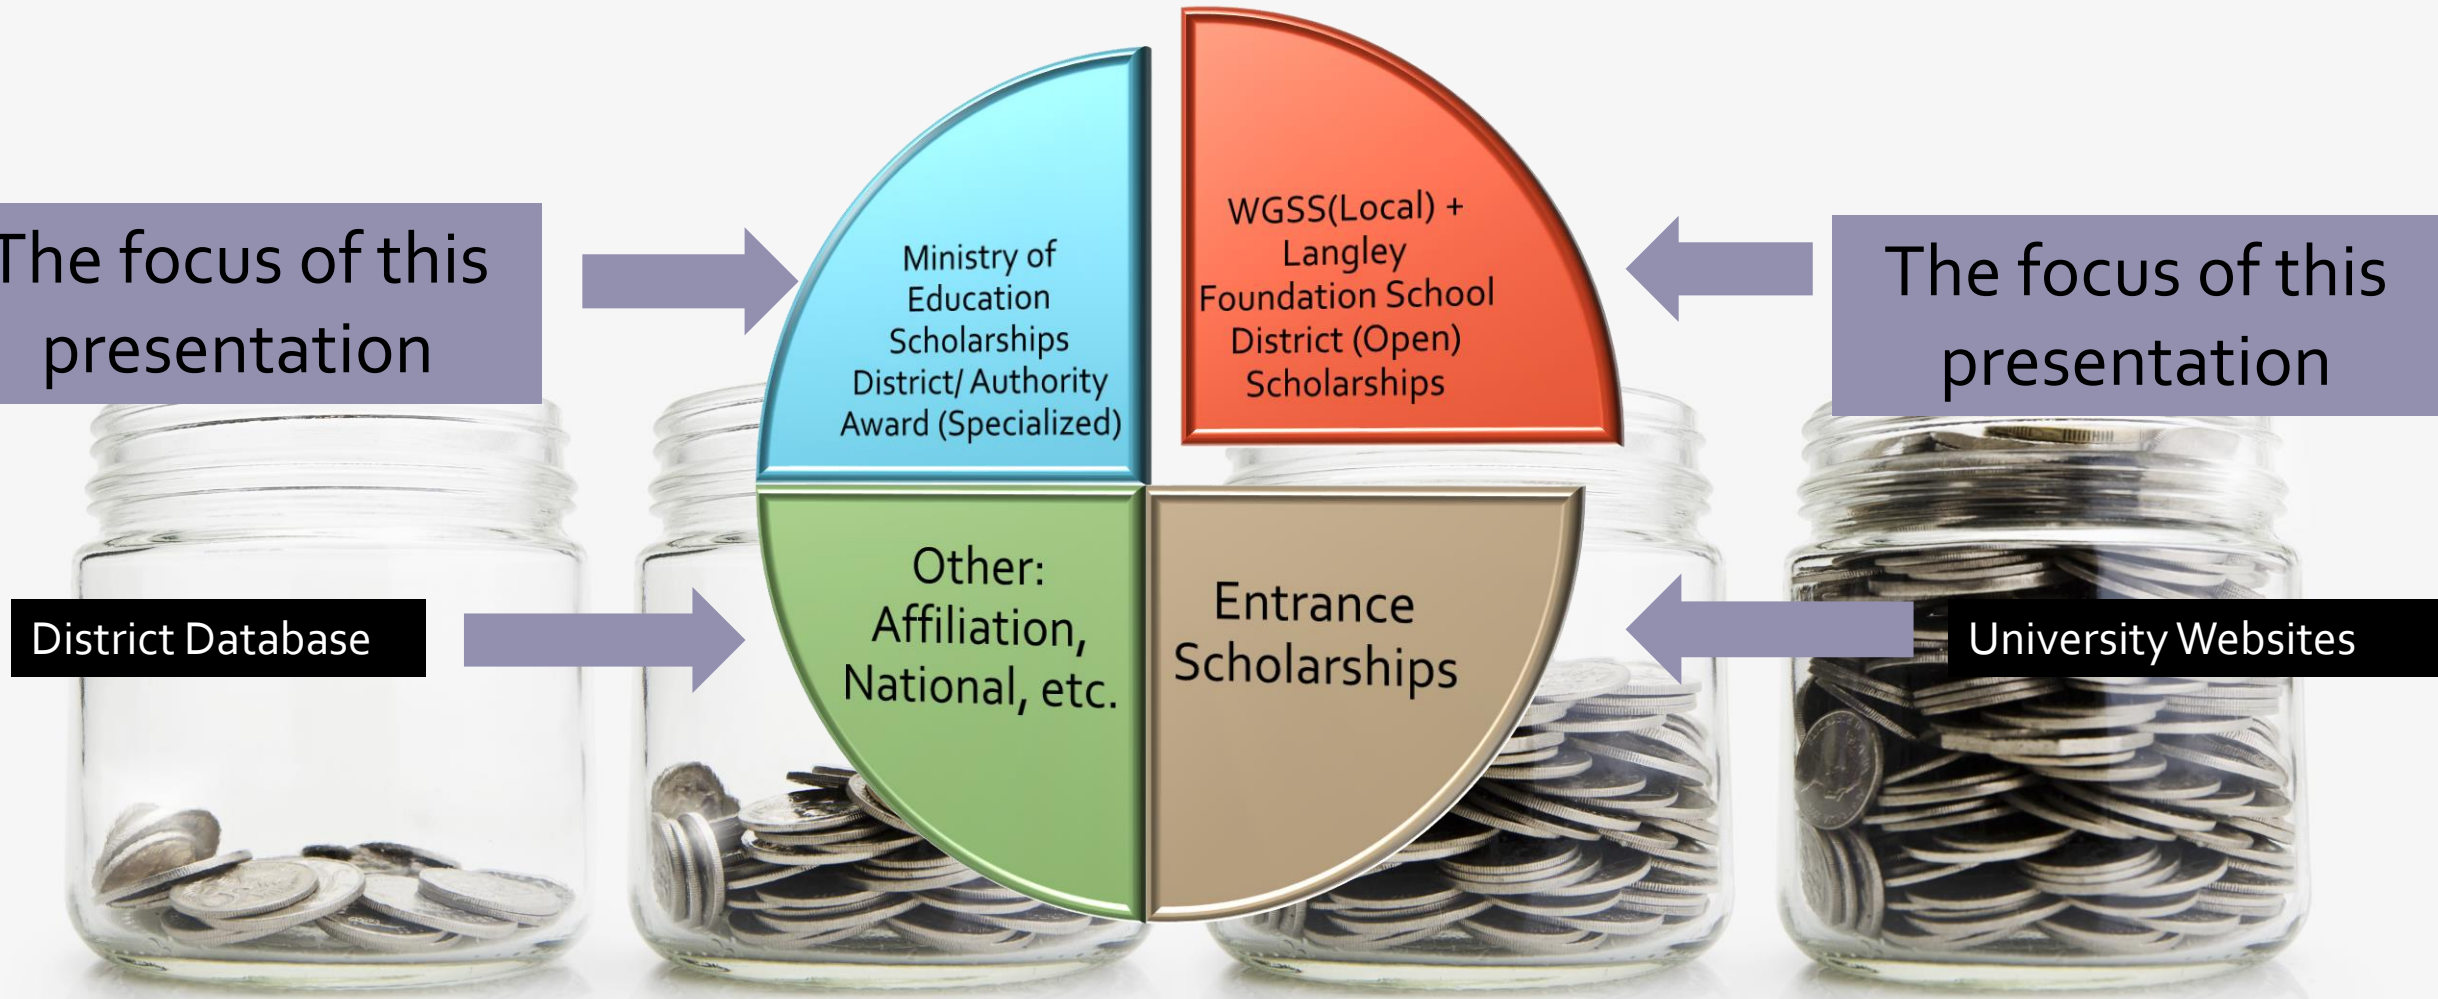 The focus of this
presentation
Ministry of
Education
Scholarships
District/ Authority
Award (Specialized)
WGSS(Local) +
Langley
Foundation School
District (Open)
Scholarships
The focus of this
presentation
District Database
Other:
Affiliation,
National, etc.
Entrance
Scholarships
University Websites